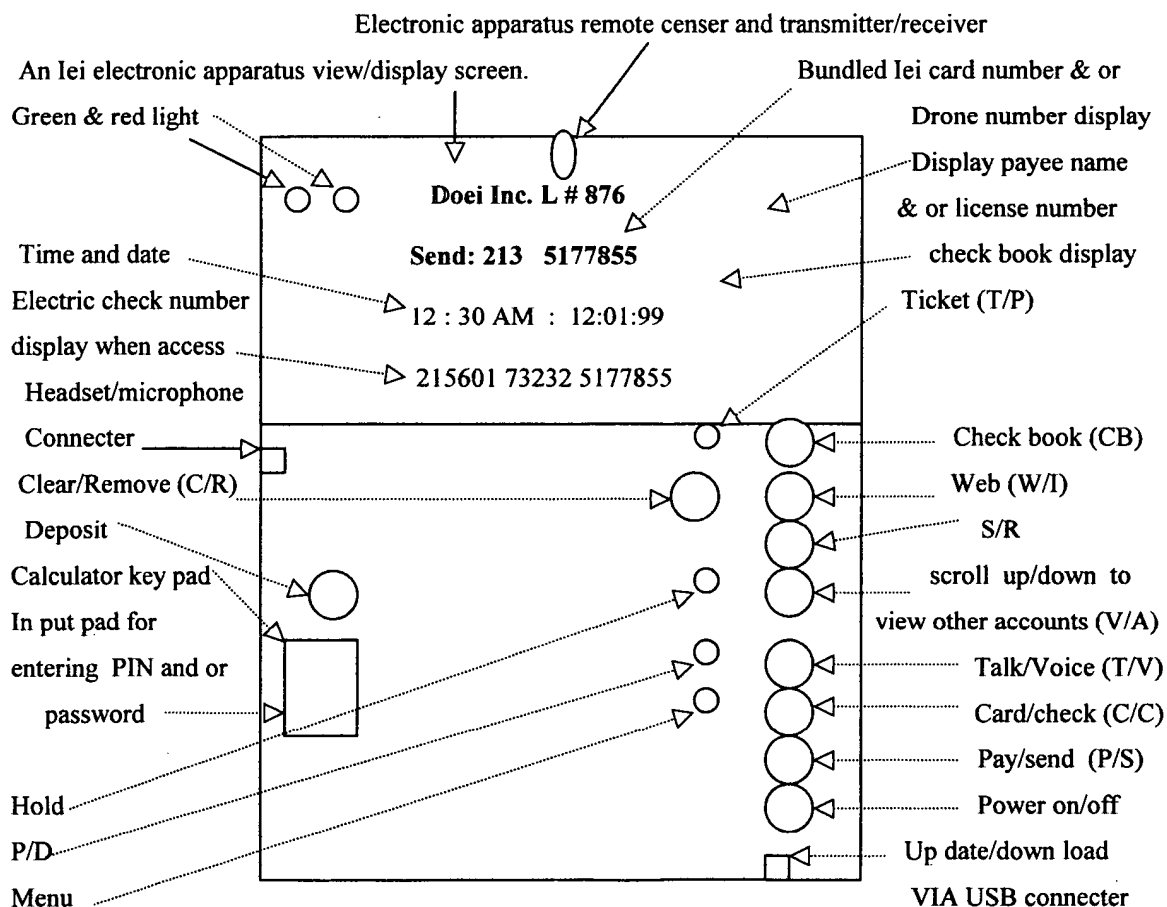 Electronic apparatus remote censer and transmitter/receiver
An Iei electronic apparatus view/display screen.
Bundled Iei card number & or
Green & red light
Drone number display
Display payee name
Doei Inc. L # 876
& or license number
Time and date
Send: 213 5177855
check book display
Electric check number
12 : 30 AM : 12:01:99
Ticket (T/P)
display when access
215601 73232 5177855
Headset/microphone
Connecter
Check book (CB)
Clear/Remove (C/R)
Web (W/I)
Deposit
S/R
Calculator key pad
scroll up/down to
In put pad for
view other accounts (V/A)
entering PIN and or
Talk/Voice (T/V)
password
Card/check (C/C)
Pay/send (P/S)
Hold
Power on/off
P/D
Up date/down load
Menu
VIA USB connecter